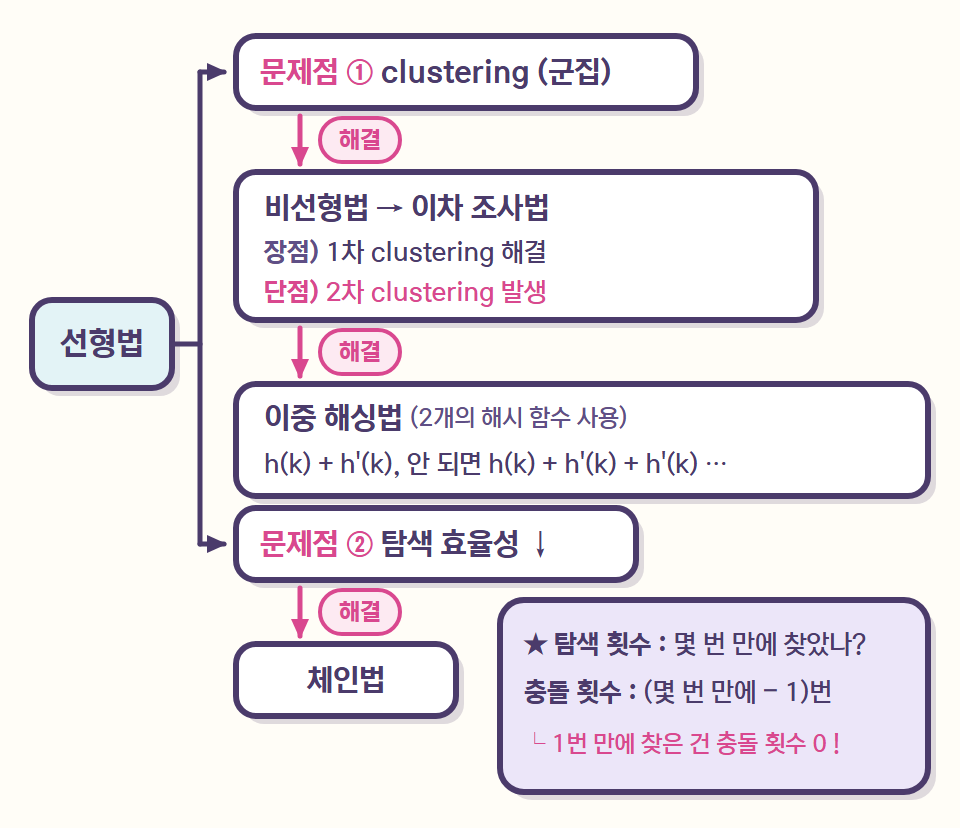 선형법
문제점 ① clustering (군집)
해결
비선형법 → 이차 조사법
장점) 1차 clustering 해결
단점) 2차 clustering 발생
해결
이중 해싱법 (2개의 해시 함수 사용)
h(k) + h'(k), 안 되면 h(k) + h'(k) + h'(k) ⋯
문제점 ② 탐색 효율성 ↓
해결
체인법
★ 탐색 횟수 : 몇 번 만에 찾았나?
충돌 횟수 : (몇 번 만에 − 1)번
└ 1번 만에 찾은 건 충돌 횟수 0 !